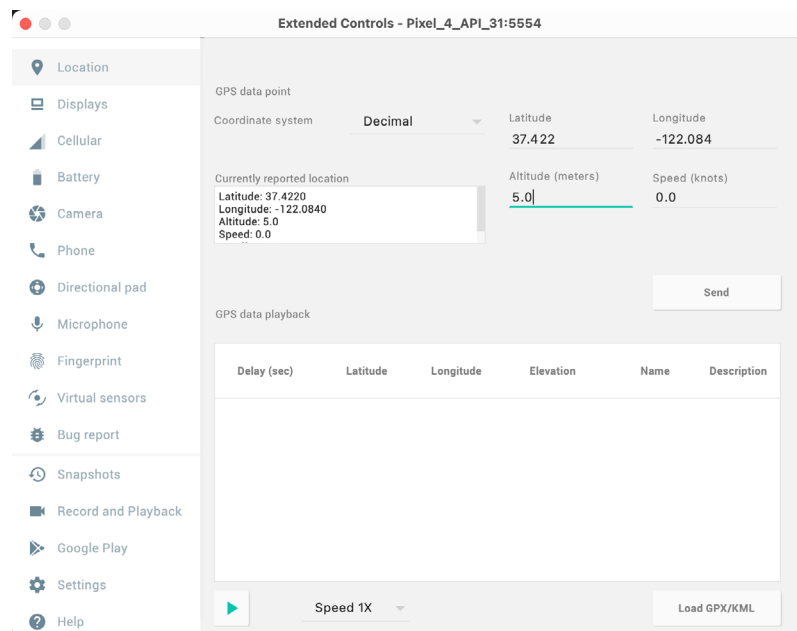 Extended Controls - Pixel_4_API_31:5554
Location
Displays
Cellular
Battery
Camera
Phone
Directional pad
Microphone
Fingerprint
Virtual sensors
Bug report
Snapshots
Record and Playback
Google Play
Settings
Help
GPS data point
Coordinate system
Decimal
Latitude
37.422
Longitude
-122.084
Currently reported location
Latitude: 37.4220
Longitude: -122.0840
Altitude: 5.0
Speed: 0.0
Altitude (meters)
5.0
Speed (knots)
0.0
Send
GPS data playback
Delay (sec) Latitude Longitude Elevation Name Description
Speed 1X
Load GPX/KML